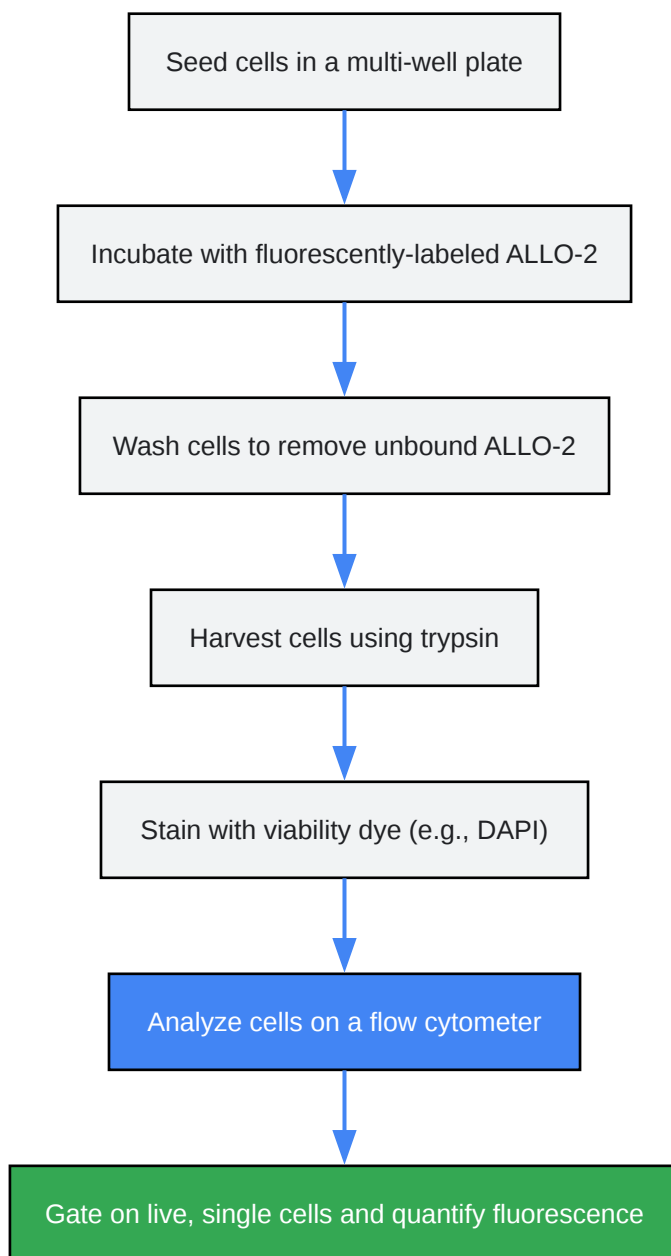 Seed cells in a multi-well plate
Incubate with fluorescently-labeled ALLO-2
Wash cells to remove unbound ALLO-2
Harvest cells using trypsin
Stain with viability dye (e.g., DAPI)
Analyze cells on a flow cytometer
Gate on live, single cells and quantify fluorescence